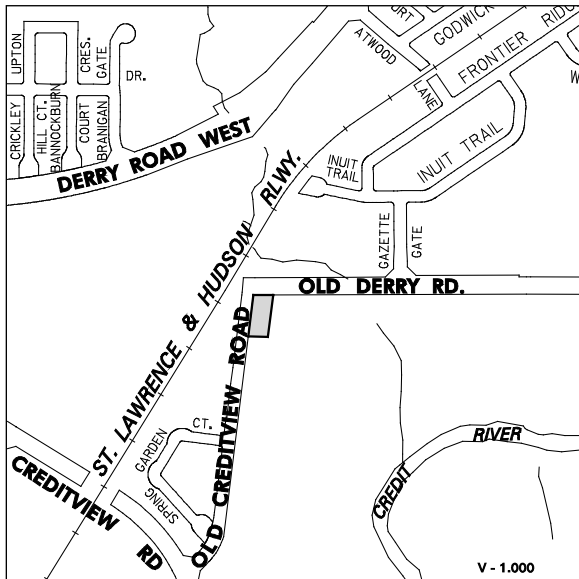 CRICKLEY
UPTON
HILL CT.
BANNOCKBURN
COURT
CRES.
BRANIGAN
GATE
DR.
DERRY ROAD WEST
ATWOOD
GODWICK
FRONTIER RIDG
LANE
INUIT
TRAIL
INUIT TRAIL
GAZETTE
GATE
ST. LAWRENCE & HUDSON RLWY.
OLD DERRY RD.
OLD CREDITVIEW ROAD
SPRING
GARDEN
CT.
CREDITVIEW
RD
CREDIT
RIVER
V - 1.000